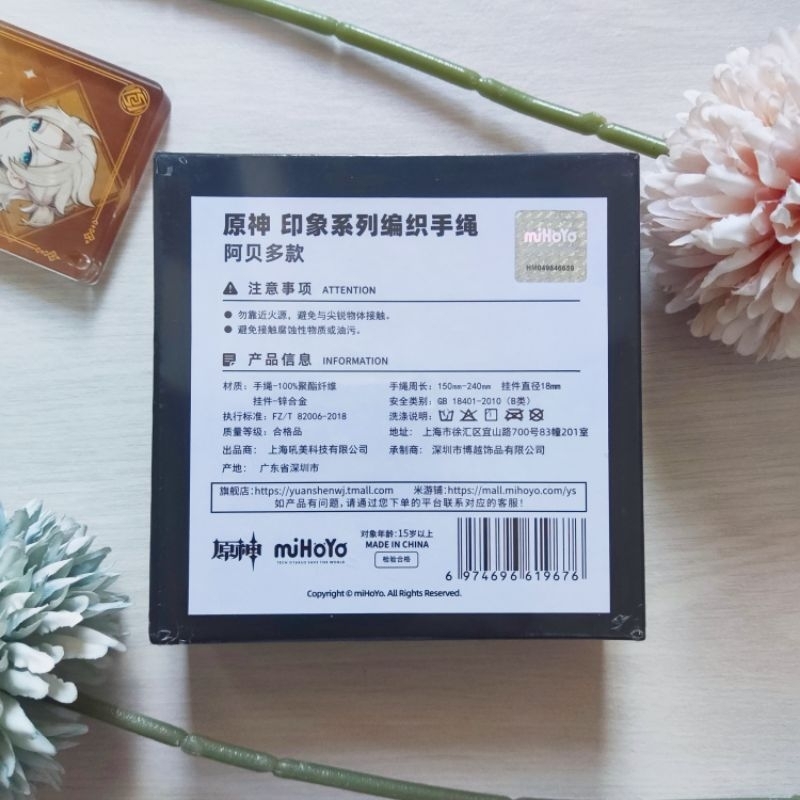 原神 印象系列编织手绳
阿贝多款
miHoYo
HM049846659
注意事项 ATTENTION
● 勿靠近火源，避免与尖锐物体接触。
● 避免接触腐蚀性物质或油污。
产品信息 INFORMATION
材质：手绳-100%聚酯纤维
挂件-锌合金
执行标准：FZ/T 82006-2018
质量等级：合格品
出品商：上海吼美科技有限公司
产地： 广东省深圳市
手绳周长：150mm-240mm 挂件直径18mm
安全类别：GB 18401-2010（B类）
洗涤说明：
地址： 上海市徐汇区宜山路700号83幢201室
承制商： 深圳市博越饰品有限公司
旗舰店：https://yuanshenwj.tmall.com 米游铺：https://mall.mihoyo.com/ys
如产品有问题，请通过您下单的平台联系对应的客服！
原神
miHoYo
TECH OTAKUS SAVE THE WORLD
对象年龄：15岁以上
MADE IN CHINA
检验合格
6 974696 619676
Copyright © miHoYo. All Rights Reserved.